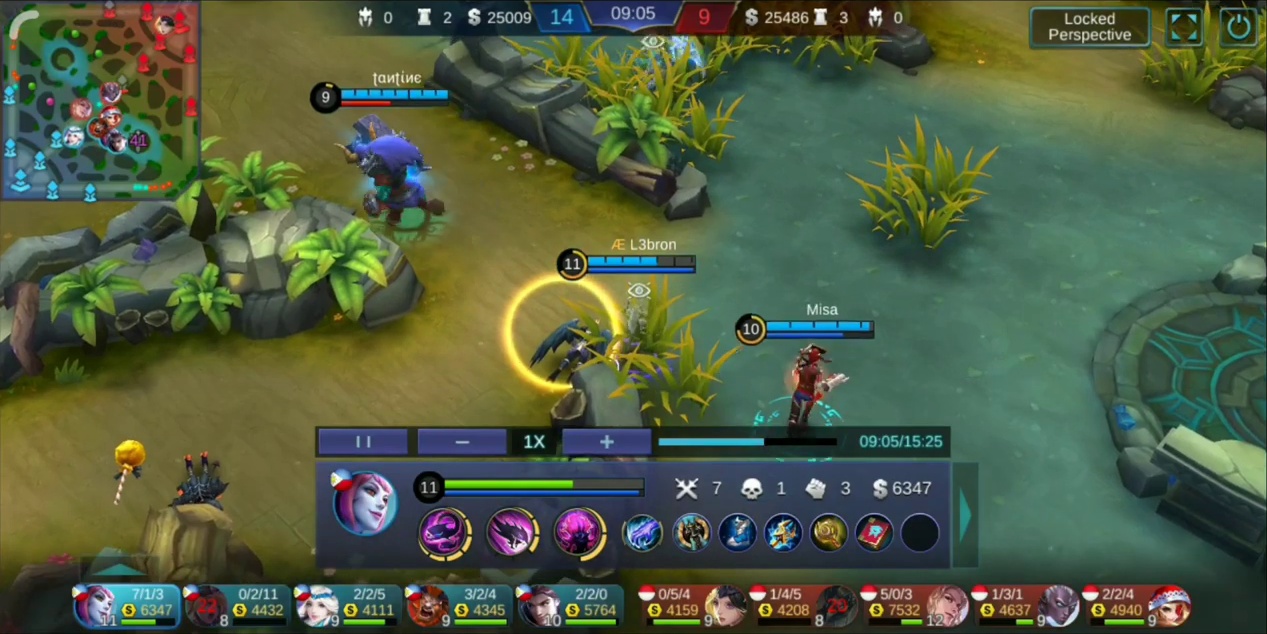 0 2 $ 25009 14 09:05 9 $ 25486 3 0
Locked
Perspective
ʈαηʈίηє
9
Æ L3bron
11
Misa
10
41
1X 09:05/15:25
11 7 1 3 $ 6347
7/1/3 0/2/11 2/2/5 3/2/4 2/2/0 0/5/4 1/4/5 5/0/3 1/3/1 2/2/4
$ 6347 $ 4432 $ 4111 $ 4345 $ 5764 $ 4159 $ 4208 $ 7532 $ 4637 $ 4940
11 8 9 9 10 9 8 12 9 9